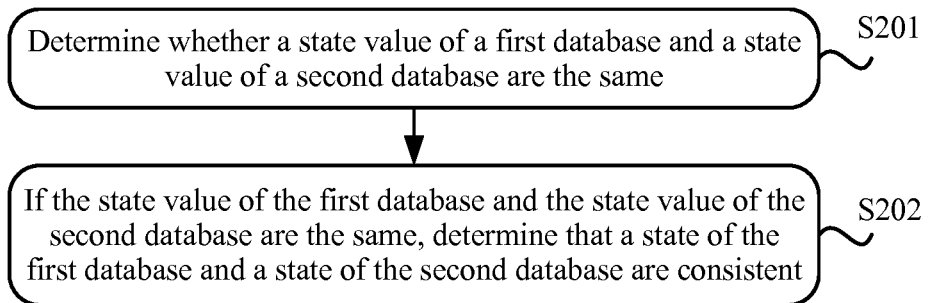 Determine whether a state value of a first database and a state
value of a second database are the same
S201
If the state value of the first database and the state value of the
second database are the same, determine that a state of the
first database and a state of the second database are consistent
S202